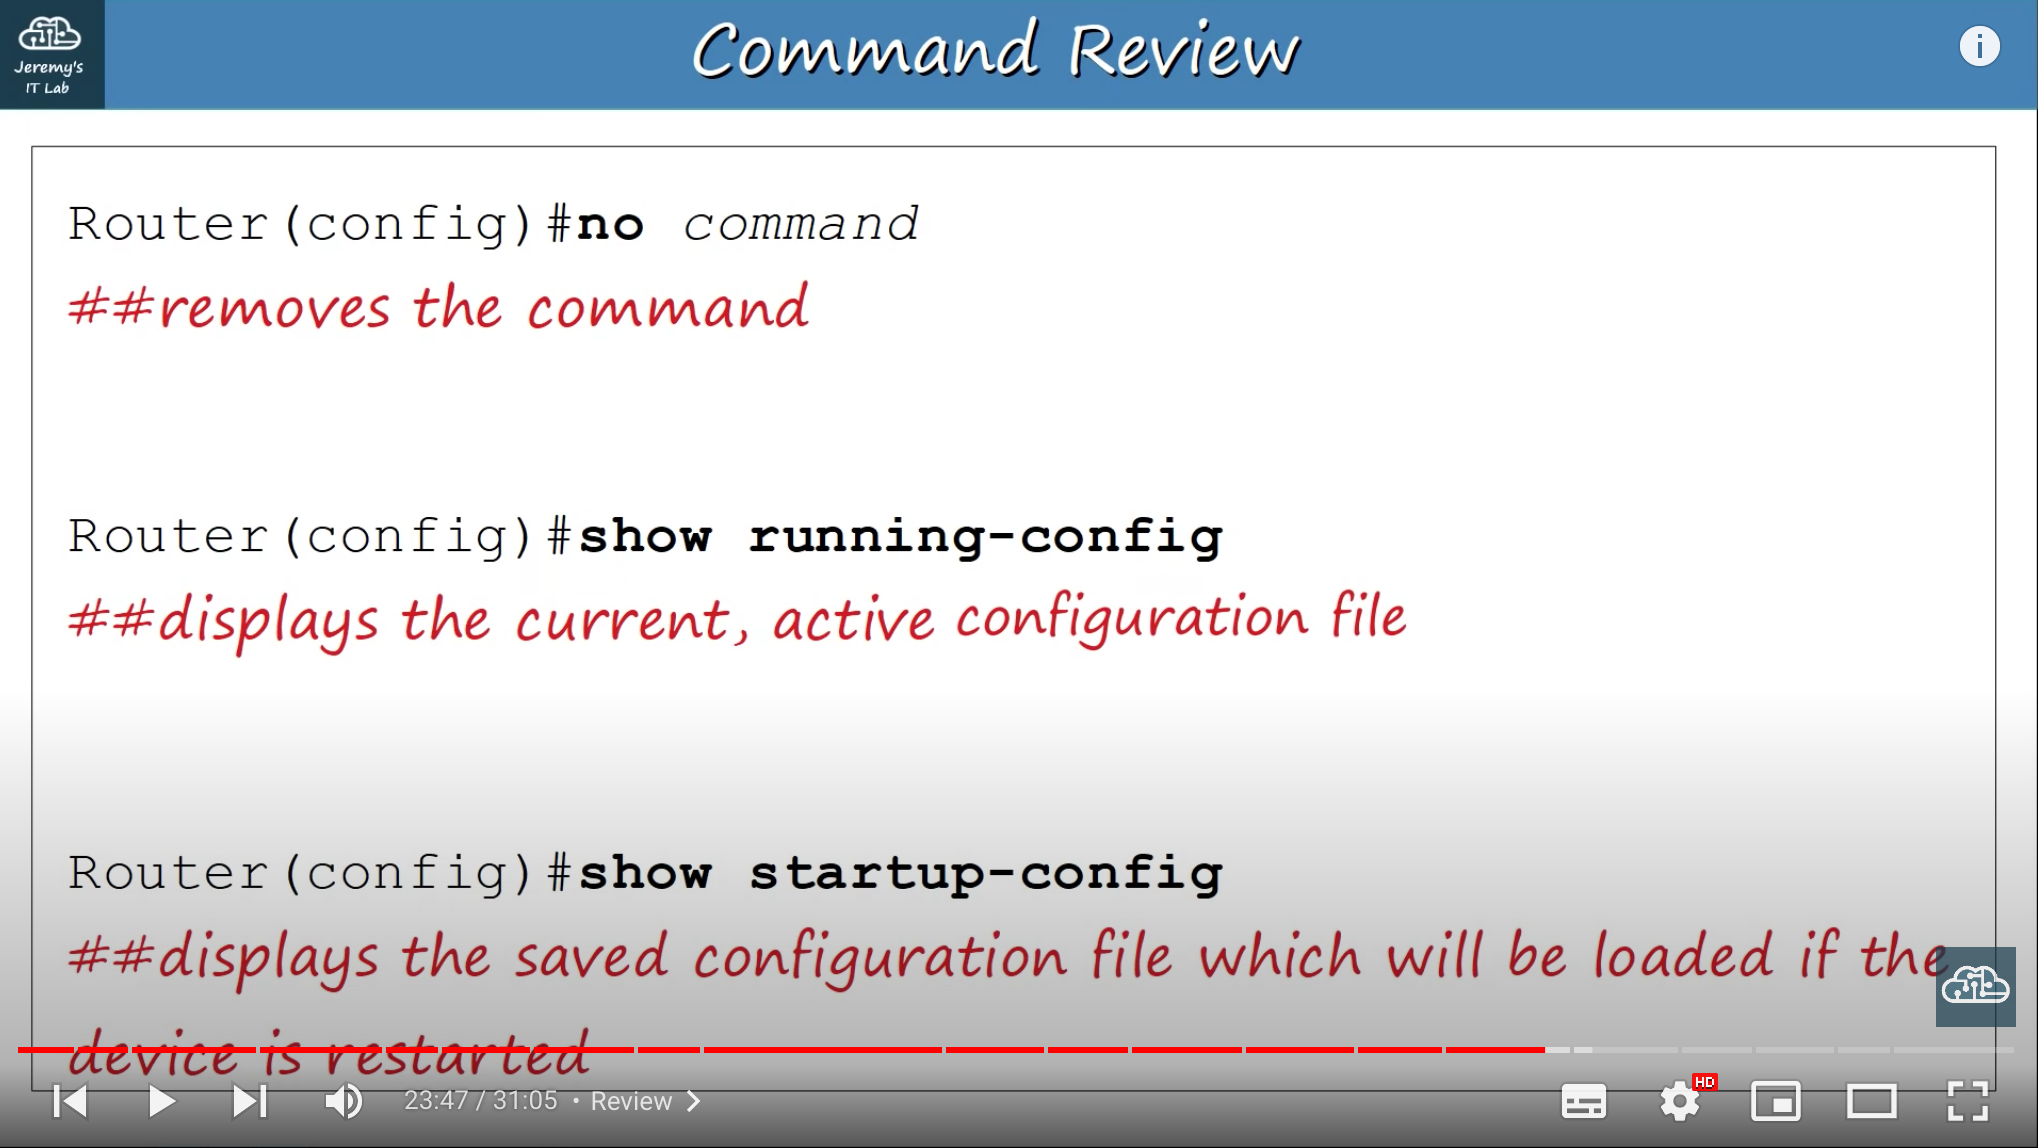 Jeremy's
IT Lab
Command Review
Router(config)#no command
##removes the command
Router(config)#show running-config
##displays the current, active configuration file
Router(config)#show startup-config
##displays the saved configuration file which will be loaded if the
device is restarted
23:47 / 31:05 • Review
HD